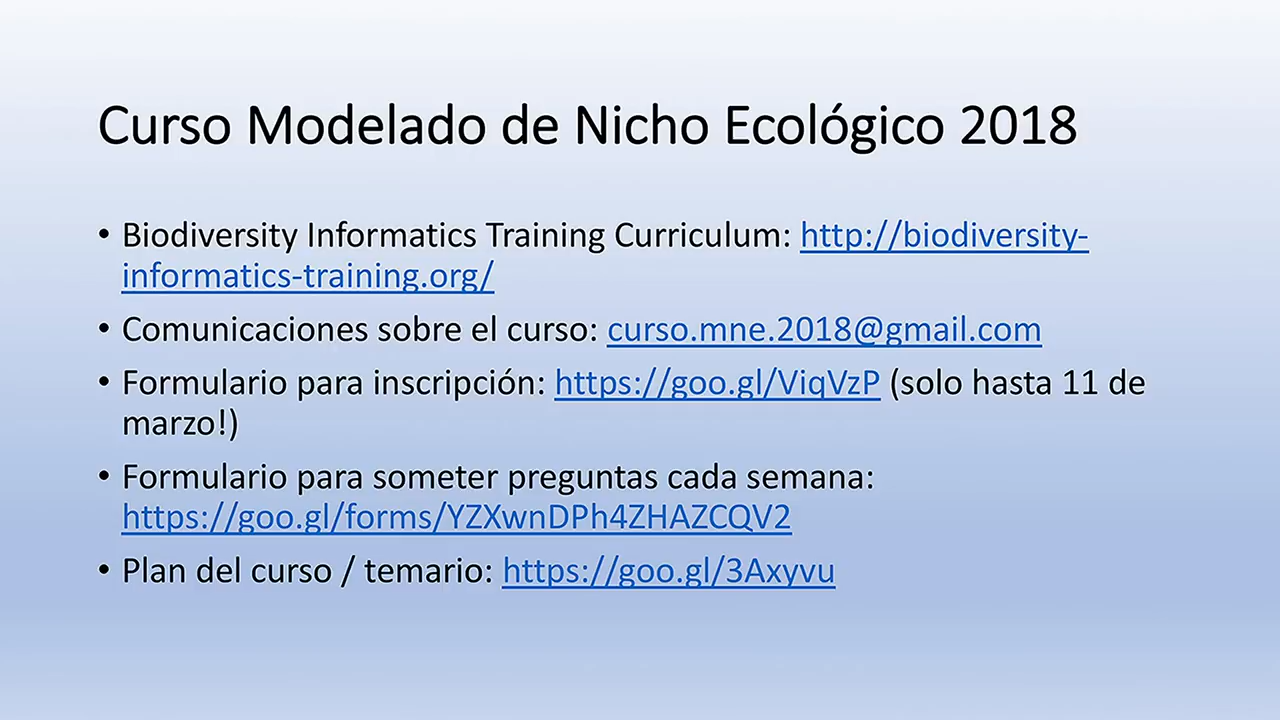 Curso Modelado de Nicho Ecológico 2018
• Biodiversity Informatics Training Curriculum: http://biodiversity-
informatics-training.org/
• Comunicaciones sobre el curso: curso.mne.2018@gmail.com
• Formulario para inscripción: https://goo.gl/ViqVzP (solo hasta 11 de
marzo!)
• Formulario para someter preguntas cada semana:
https://goo.gl/forms/YZXwnDPh4ZHAZCQV2
• Plan del curso / temario: https://goo.gl/3Axyvu